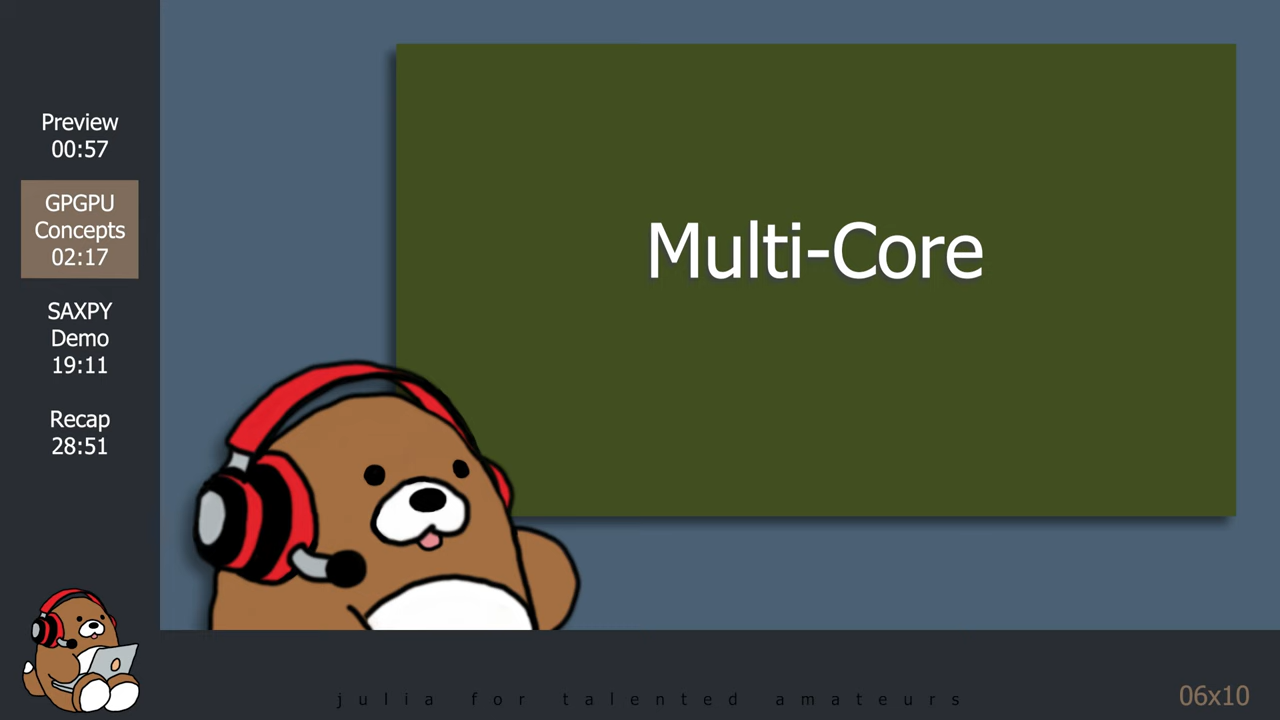 Preview
00:57
GPGPU
Concepts
02:17
SAXPY
Demo
19:11
Recap
28:51
Multi-Core
julia for talented amateurs
06x10